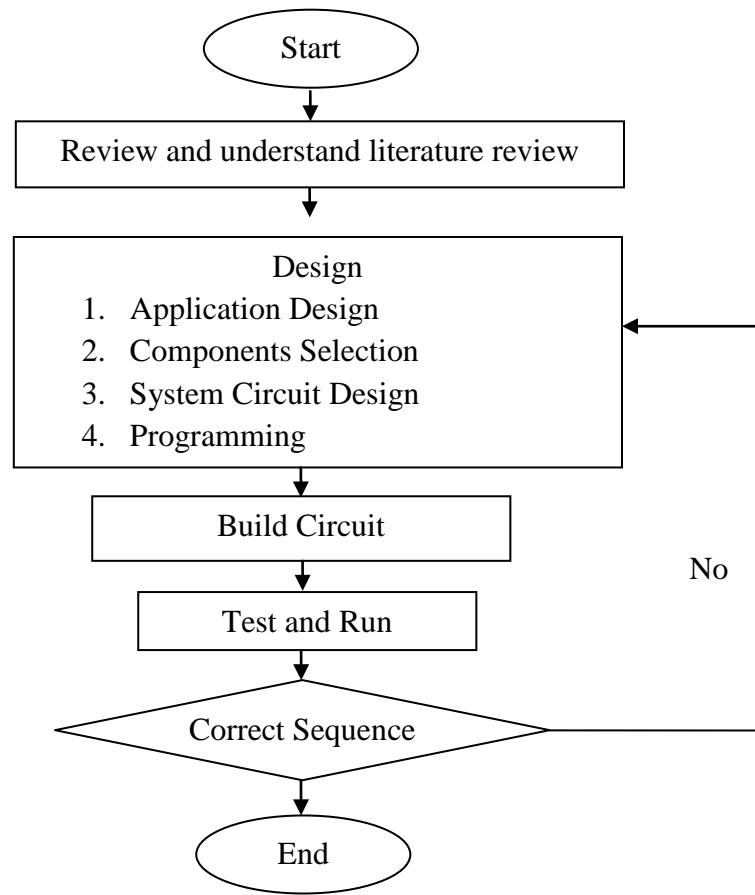 Start
Review and understand literature review
Design
1. Application Design
2. Components Selection
3. System Circuit Design
4. Programming
Build Circuit
No
Test and Run
Correct Sequence
End